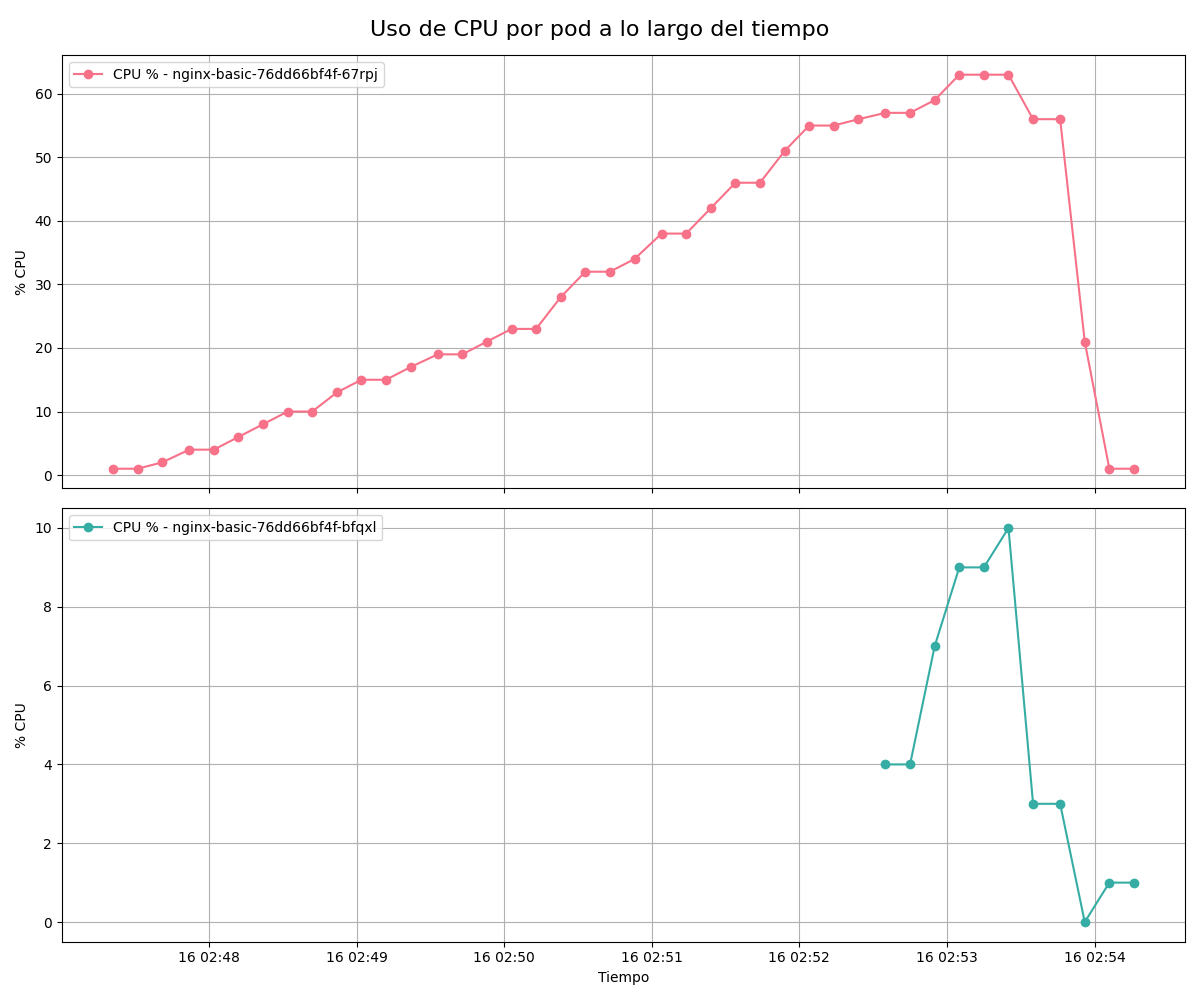 Uso de CPU por pod a lo largo del tiempo
CPU % - nginx-basic-76dd66bf4f-67rpj
60
50
40
30
20
10
0
% CPU
CPU % - nginx-basic-76dd66bf4f-bfqxl
10
8
6
4
2
0
% CPU
16 02:48 16 02:49 16 02:50 16 02:51 16 02:52 16 02:53 16 02:54
Tiempo